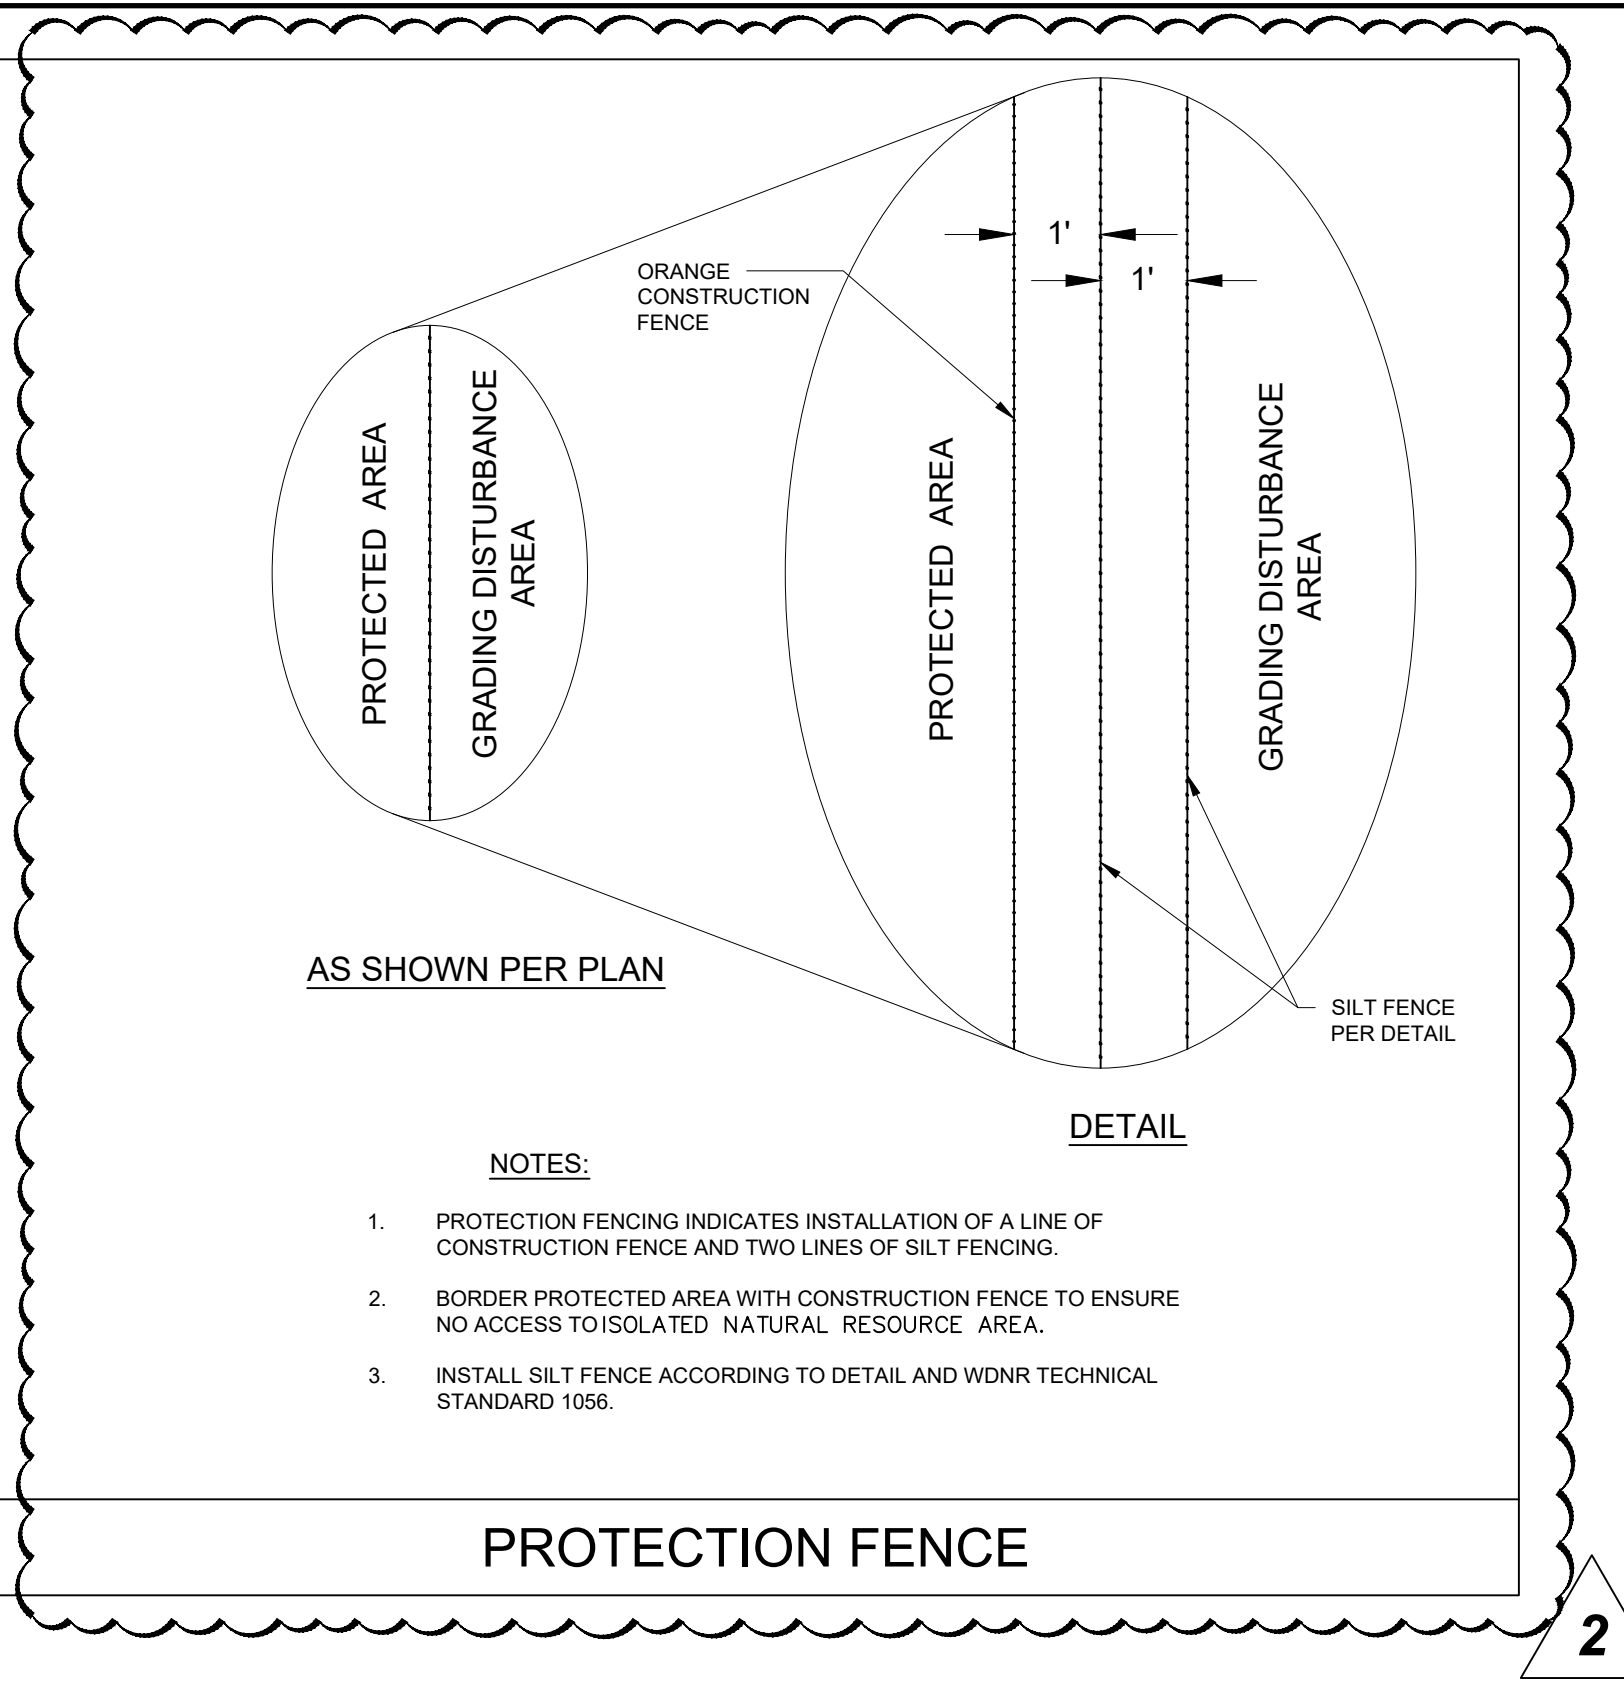 1'
1'
ORANGE
CONSTRUCTION
FENCE
PROTECTED AREA
GRADING DISTURBANCE
AREA
PROTECTED AREA
GRADING DISTURBANCE
AREA
AS SHOWN PER PLAN
SILT FENCE
PER DETAIL
DETAIL
NOTES:
1. PROTECTION FENCING INDICATES INSTALLATION OF A LINE OF
CONSTRUCTION FENCE AND TWO LINES OF SILT FENCING.
2. BORDER PROTECTED AREA WITH CONSTRUCTION FENCE TO ENSURE
NO ACCESS TO ISOLATED NATURAL RESOURCE AREA.
3. INSTALL SILT FENCE ACCORDING TO DETAIL AND WDNR TECHNICAL
STANDARD 1056.
PROTECTION FENCE
2